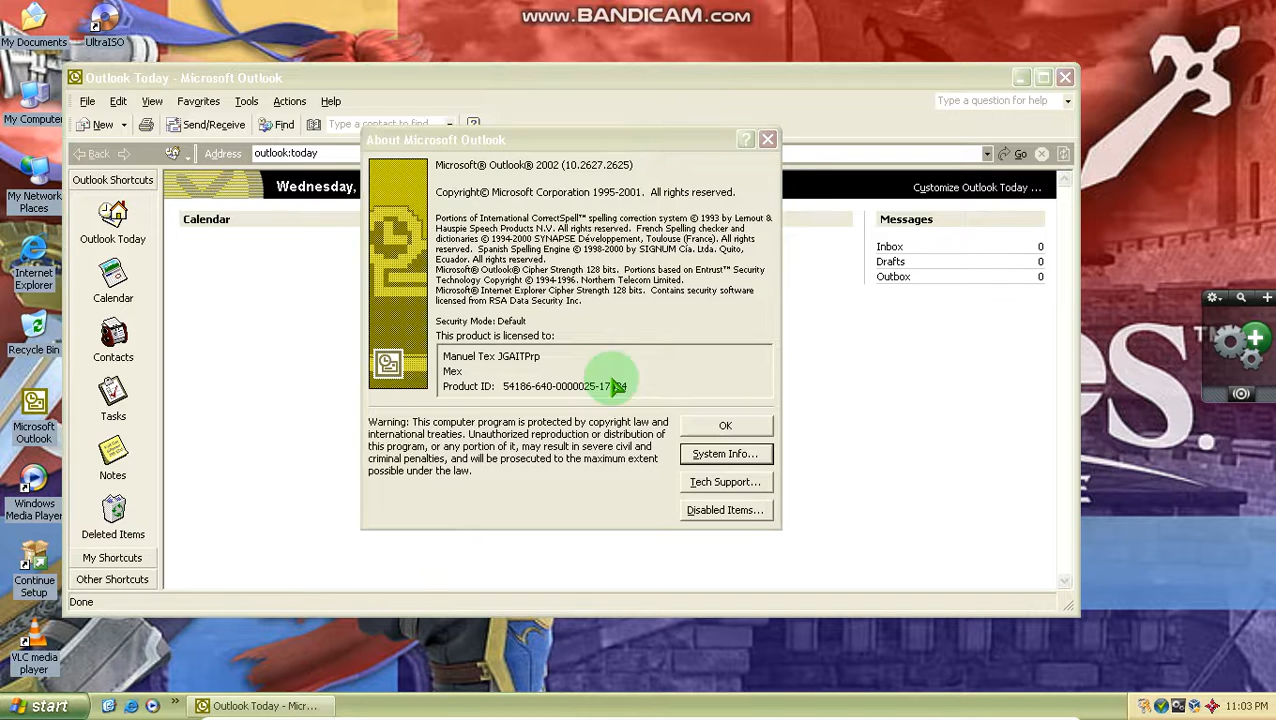 www.BANDICAM.com
My Documents
UltraISO
My Computer
My Network
Places
Internet
Explorer
Recycle Bin
Microsoft
Outlook
Windows
Media Player
Continue
Setup
VLC media
player
Outlook Today - Microsoft Outlook
File Edit View Favorites Tools Actions Help
Type a question for help
New Send/Receive Find Type a contact to find
Back Address outlook:today Go
Outlook Shortcuts
Outlook Today
Calendar
Contacts
Tasks
Notes
Deleted Items
My Shortcuts
Other Shortcuts
Wednesday,
Customize Outlook Today ...
Calendar
Messages
Inbox 0
Drafts 0
Outbox 0
Done
About Microsoft Outlook
Microsoft® Outlook® 2002 (10.2627.2625)
Copyright© Microsoft Corporation 1995-2001. All rights reserved.
Portions of International CorrectSpell™ spelling correction system © 1993 by Lernout &
Hauspie Speech Products N.V. All rights reserved. French Spelling checker and
dictionaries © 1994-2000 SYNAPSE Développement, Toulouse (France). All rights
reserved. Spanish Spelling Engine © 1998-2000 by SIGNUM Cía. Ltda. Quito,
Ecuador. All rights reserved.
Microsoft® Outlook® Cipher Strength 128 bits. Portions based on Entrust™ Security
Technology Copyright © 1994-1996. Northern Telecom Limited.
Microsoft® Internet Explorer Cipher Strength 128 bits. Contains security software
licensed from RSA Data Security Inc.
Security Mode: Default
This product is licensed to:
Manuel Tex JGAITPrp
Mex
Product ID:
Warning: This computer program is protected by copyright law and
international treaties. Unauthorized reproduction or distribution of
this program, or any portion of it, may result in severe civil and
criminal penalties, and will be prosecuted to the maximum extent
possible under the law.
OK
System Info...
Tech Support...
Disabled Items...
es™
S.
start
Outlook Today - Micr...
11:03 PM